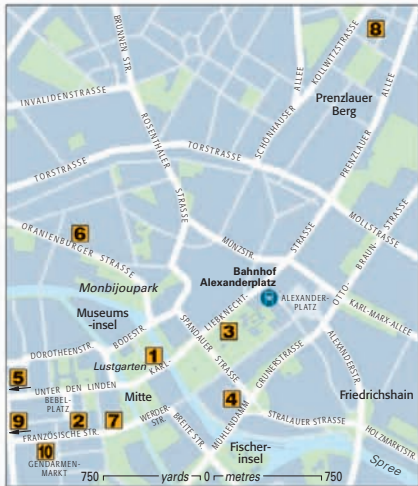 8
KOLLWITZSTRASSE
BRUNNEN STR.
ALLEE
ALLEE
INVALIDENSTRASSE
Prenzlauer
Berg
ROSENTHALER
STRASSE
SCHÖNHAUSER
PRENZLAUER
TORSTRASSE
TORSTRASSE
MOLLSTRASSE
6
ORANIENBURGER STRASSE
MÜNZSTR.
STRASSE
OTTO-BRAUN-STRASSE
Monbijoupark
Bahnhof
Alexanderplatz
ALEXANDER-
PLATZ
KARL-MARX-ALLEE
Museums
-insel
BODESTR.
SPANDAUER STRASSE
LIEBKNECHT-
3
DOROTHEENSTR.
Lustgarten
1
KARL-
GRUNERSTRASSE
ALEXANDERSTR.
5
UNTER DEN LINDEN
BEBEL-
PLATZ
Mitte
4
Friedrichshain
9
2
7
WERDER-
STR.
MÜHLENDAMM
STRALAUER STRASSE
FRANZÖSISCHE STR.
BREITE STR.
HOLZMARKTSTR.
10
GENDARMEN-
MARKT
Fischer-
insel
Spree
750 yards 0 metres 750